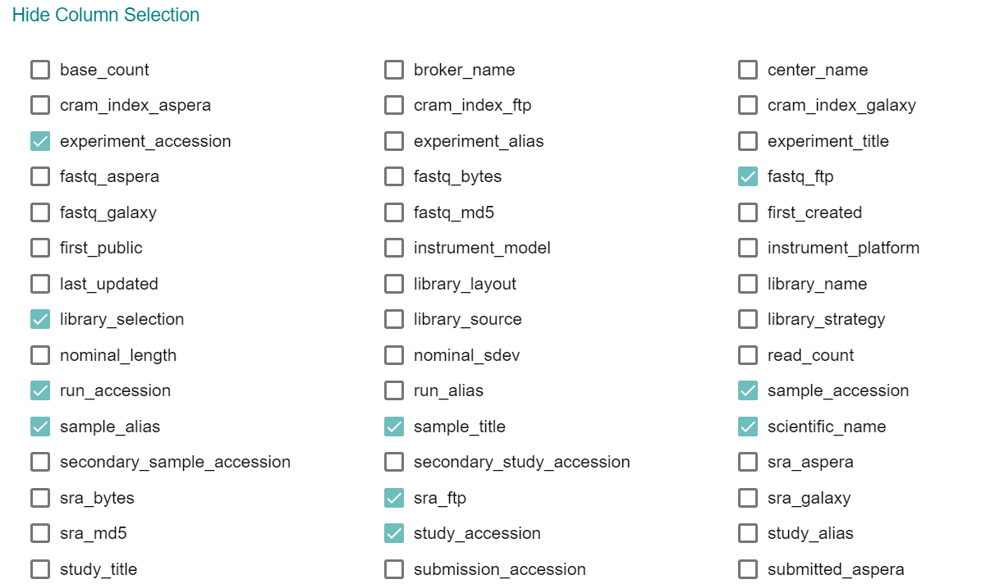 Hide Column Selection
base_count broker_name center_name
cram_index_aspera cram_index_ftp cram_index_galaxy
experiment_accession experiment_alias experiment_title
fastq_aspera fastq_bytes fastq_ftp
fastq_galaxy fastq_md5 first_created
first_public instrument_model instrument_platform
last_updated library_layout library_name
library_selection library_source library_strategy
nominal_length nominal_sdev read_count
run_accession run_alias sample_accession
sample_alias sample_title scientific_name
secondary_sample_accession secondary_study_accession sra_aspera
sra_bytes sra_ftp sra_galaxy
sra_md5 study_accession study_alias
study_title submission_accession submitted_aspera